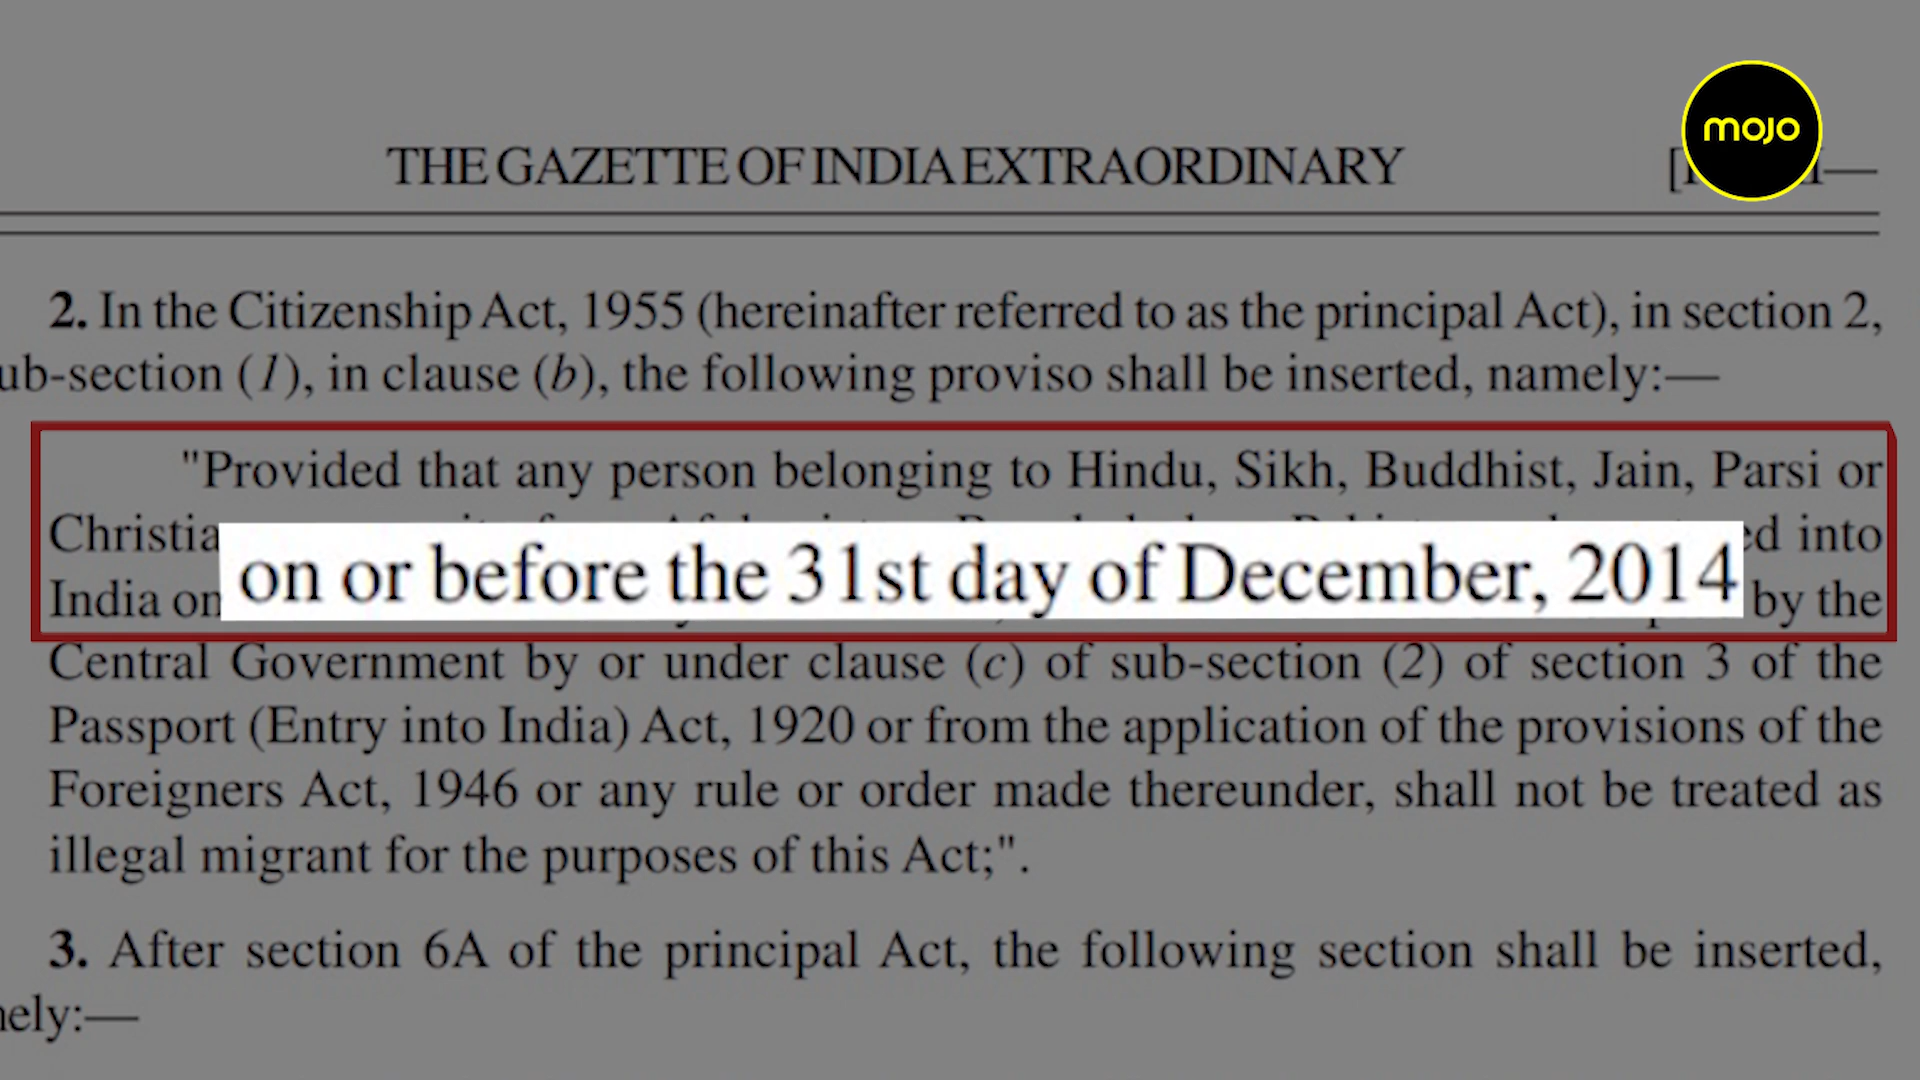 mojo
THE GAZETTE OF INDIA EXTRAORDINARY
2. In the Citizenship Act, 1955 (hereinafter referred to as the principal Act), in section 2,
ub-section (1), in clause (b), the following proviso shall be inserted, namely:—
"Provided that any person belonging to Hindu, Sikh, Buddhist, Jain, Parsi or
Christia ed into
on or before the 31st day of December, 2014
India on by the
Central Government by or under clause (c) of sub-section (2) of section 3 of the
Passport (Entry into India) Act, 1920 or from the application of the provisions of the
Foreigners Act, 1946 or any rule or order made thereunder, shall not be treated as
illegal migrant for the purposes of this Act;".
3. After section 6A of the principal Act, the following section shall be inserted,
nely:—